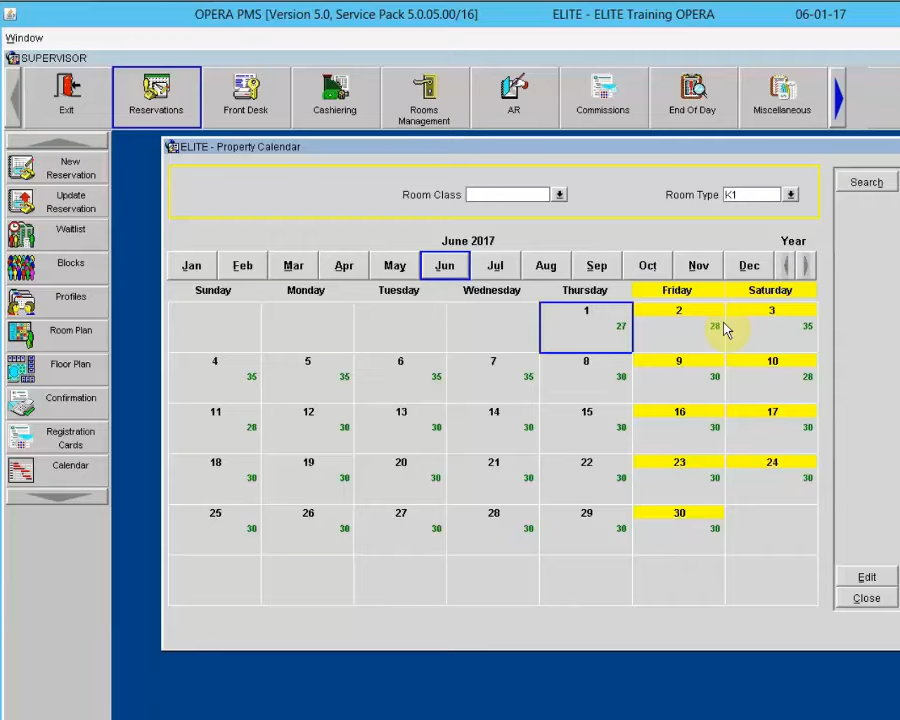 OPERA PMS [Version 5.0, Service Pack 5.0.05.00/16] ELITE - ELITE Training OPERA 06-01-17
Window
SUPERVISOR
Exit Reservations Front Desk Cashiering Rooms Management AR Commissions End Of Day Miscellaneous
New Reservation
Update Reservation
Waitlist
Blocks
Profiles
Room Plan
Floor Plan
Confirmation
Registration Cards
Calendar
ELITE - Property Calendar
Room Class Room Type K1
Search
June 2017 Year
Jan Feb Mar Apr May Jun Jul Aug Sep Oct Nov Dec
Sunday Monday Tuesday Wednesday Thursday Friday Saturday
1 2 3
27 28 35
4 5 6 7 8 9 10
35 35 35 35 30 30 28
11 12 13 14 15 16 17
28 30 30 30 30 30 30
18 19 20 21 22 23 24
30 30 30 30 30 30 30
25 26 27 28 29 30
30 30 30 30 30 30
Edit
Close